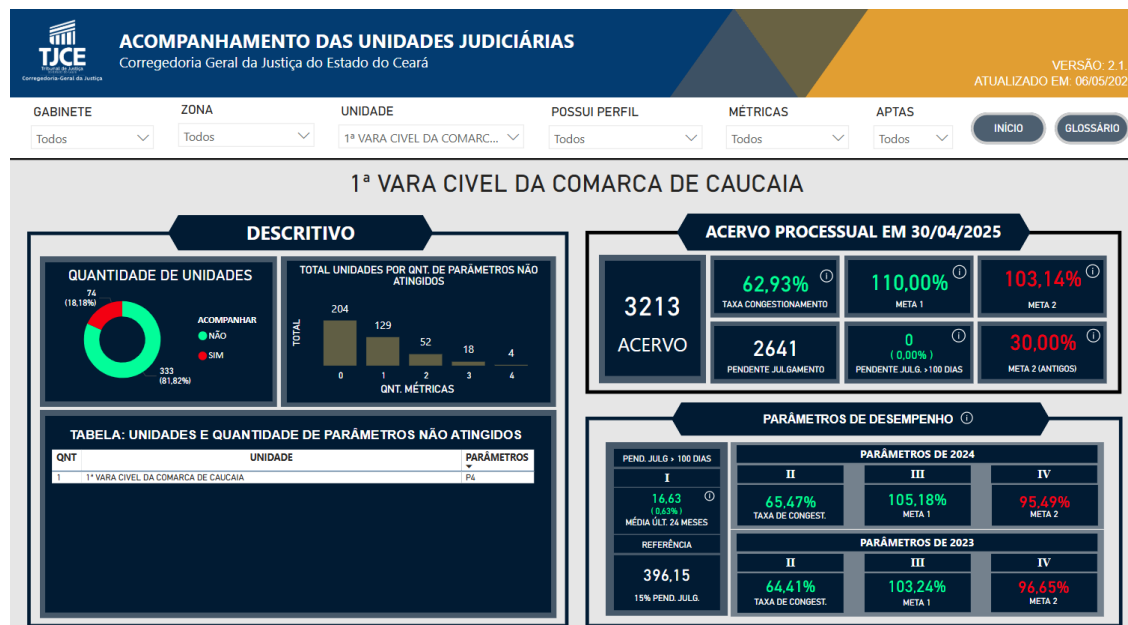 TJCE
Tribunal de Justiça
Corregedoria-Geral da Justiça
ACOMPANHAMENTO DAS UNIDADES JUDICIÁRIAS
Corregedoria Geral da Justiça do Estado do Ceará
VERSÃO: 2.1.
ATUALIZADO EM: 06/05/202
GABINETE
ZONA
UNIDADE
POSSUI PERFIL
MÉTRICAS
APTAS
Todos
Todos
1ª VARA CIVEL DA COMARC...
Todos
Todos
Todos
INÍCIO
GLOSSÁRIO
1ª VARA CIVEL DA COMARCA DE CAUCAIA
DESCRITIVO
QUANTIDADE DE UNIDADES
74
(18,18%)
ACOMPANHAR
NÃO
SIM
333
(81,82%)
TOTAL UNIDADES POR QNT. DE PARÂMETROS NÃO
ATINGIDOS
TOTAL
204
129
52
18
4
0
1
2
3
4
QNT. MÉTRICAS
TABELA: UNIDADES E QUANTIDADE DE PARÂMETROS NÃO ATINGIDOS
QNT UNIDADE PARÂMETROS
1 1ª VARA CIVEL DA COMARCA DE CAUCAIA P4
ACERVO PROCESSUAL EM 30/04/2025
3213
ACERVO
62,93%
TAXA CONGESTIONAMENTO
110,00%
META 1
103,14%
META 2
2641
PENDENTE JULGAMENTO
0
( 0,00% )
PENDENTE JULG. >100 DIAS
30,00%
META 2 (ANTIGOS)
PARÂMETROS DE DESEMPENHO
PEND. JULG > 100 DIAS
I
16,63
( 0,63% )
MÉDIA ÚLT. 24 MESES
REFERÊNCIA
396,15
15% PEND. JULG.
PARÂMETROS DE 2024
II
III
IV
65,47%
TAXA DE CONGEST.
105,18%
META 1
95,49%
META 2
PARÂMETROS DE 2023
II
III
IV
64,41%
TAXA DE CONGEST.
103,24%
META 1
96,65%
META 2